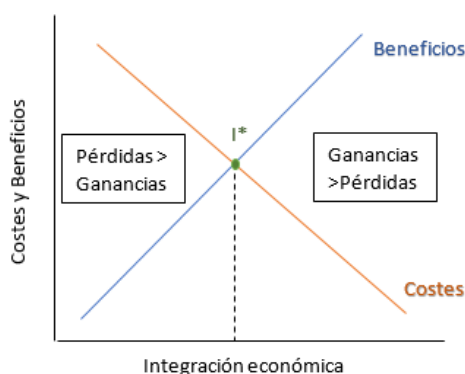 Beneficios
I*
Pérdidas >
Ganancias
Ganancias
>Pérdidas
Costes y Beneficios
Costes
Integración económica